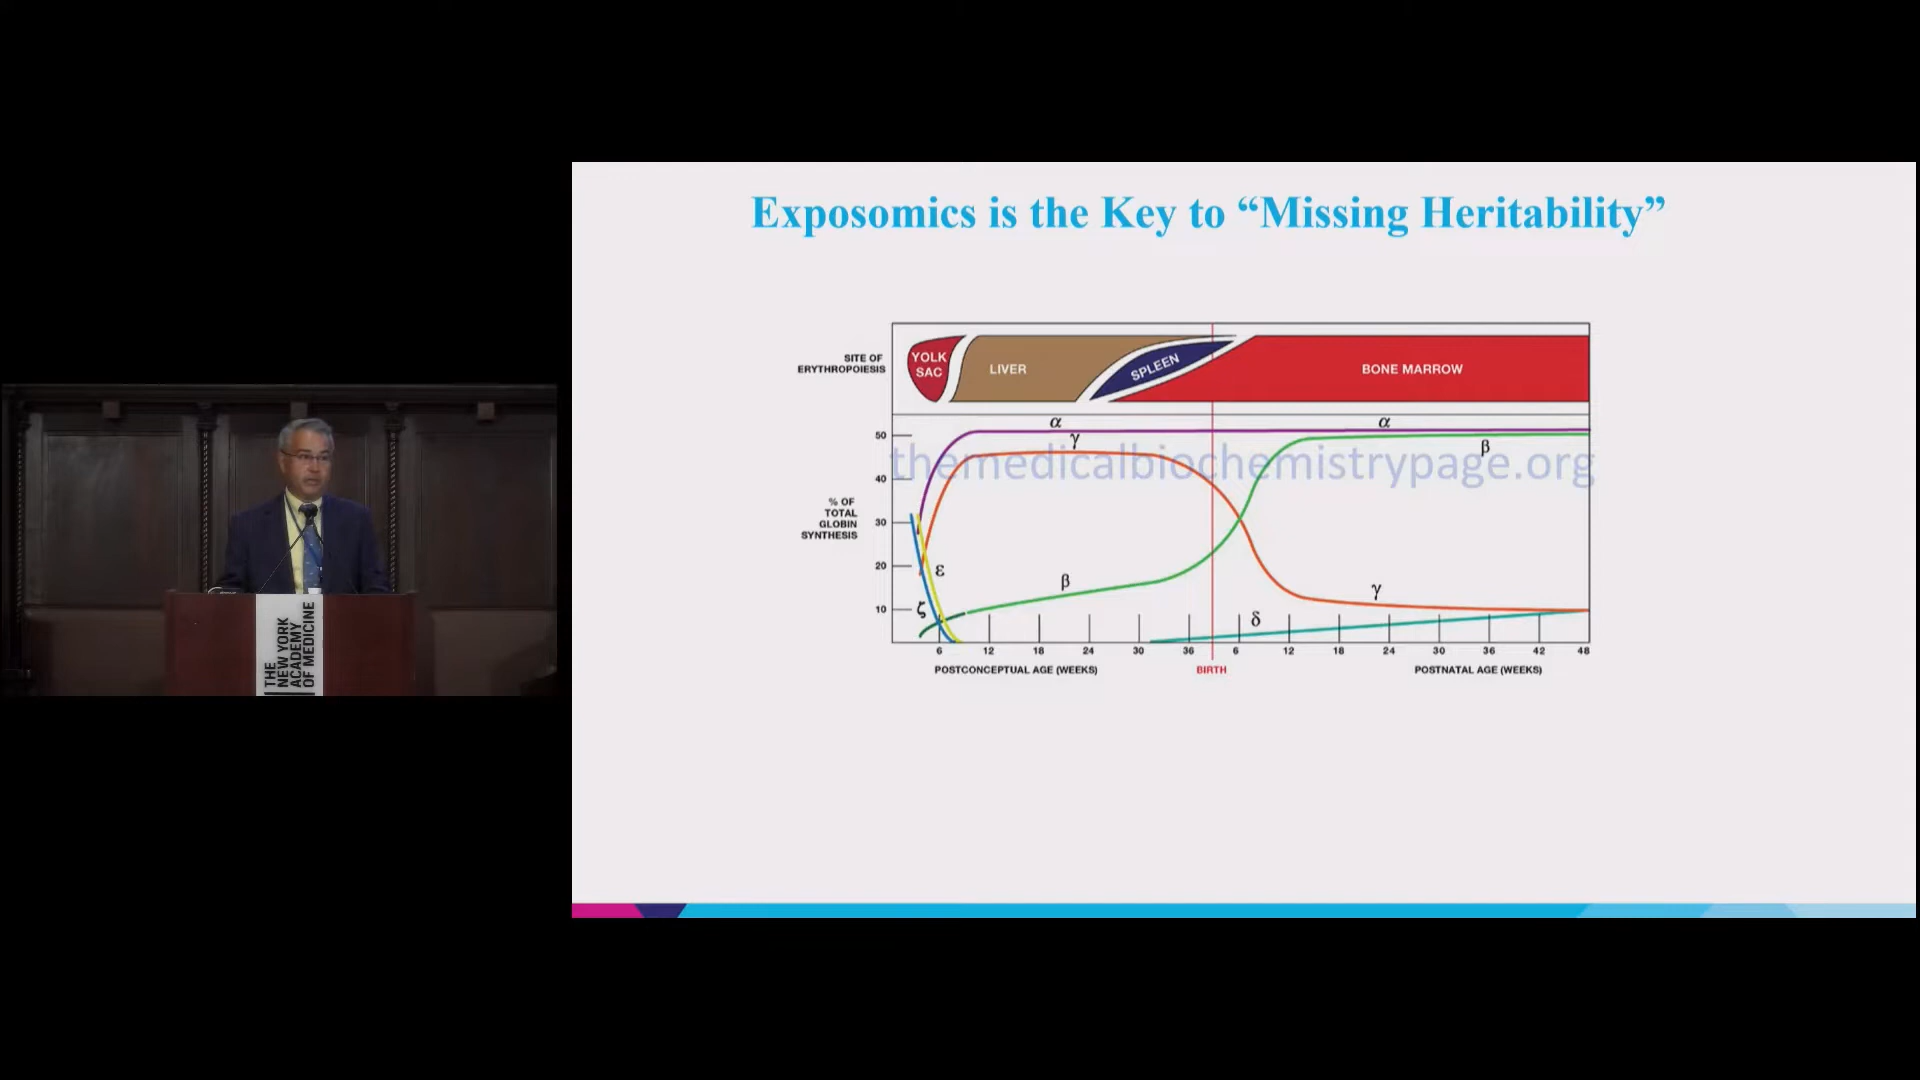 Exposomics is the Key to “Missing Heritability”
SITE OF
ERYTHROPOIESIS
YOLK
SAC
LIVER
SPLEEN
BONE MARROW
% OF
TOTAL
GLOBIN
SYNTHESIS
50
40
30
20
10
α
γ
α
β
ε
ζ
β
γ
δ
themedicalbiochemistrypage.org
6 12 18 24 30 36 6 12 18 24 30 36 42 48
POSTCONCEPTUAL AGE (WEEKS) BIRTH POSTNATAL AGE (WEEKS)
THE
NEW YORK
ACADEMY
OF MEDICINE